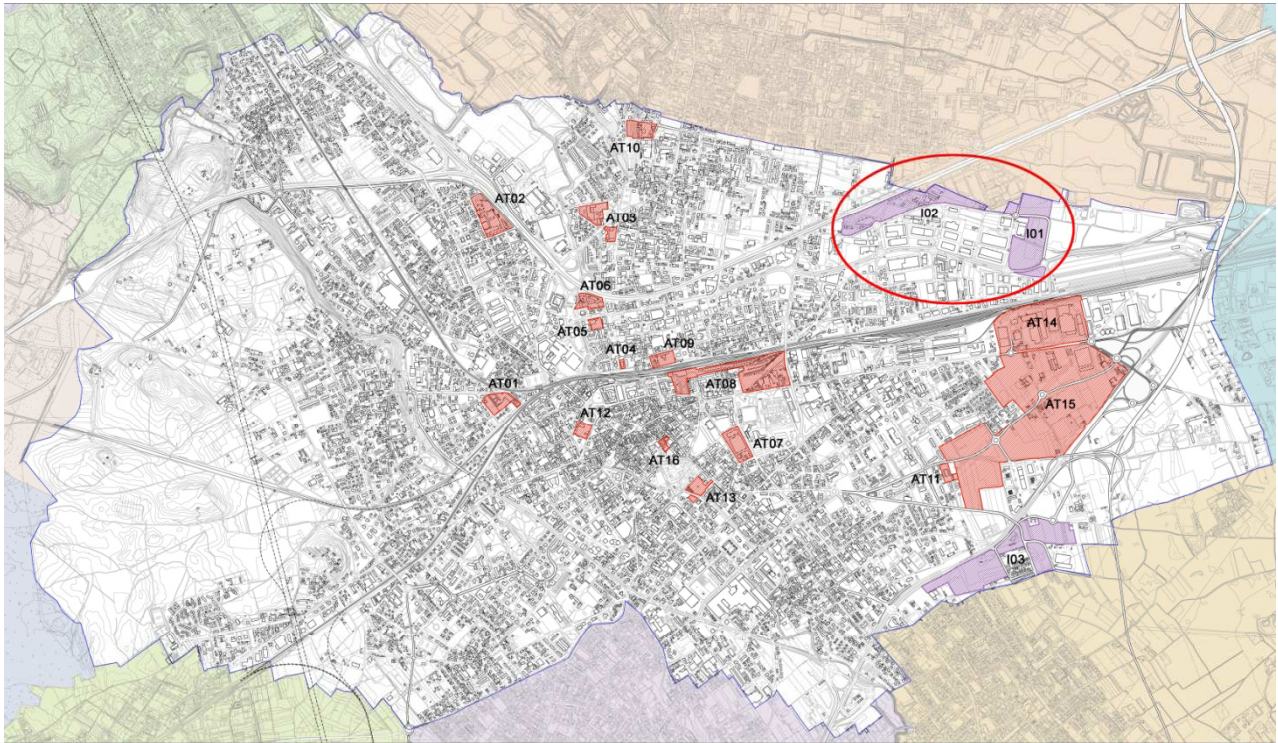 AT10
AT02
AT03
I02
I01
AT06
AT05
AT04
AT09
AT14
AT08
AT01
AT15
AT12
AT16
AT07
AT11
AT13
I03